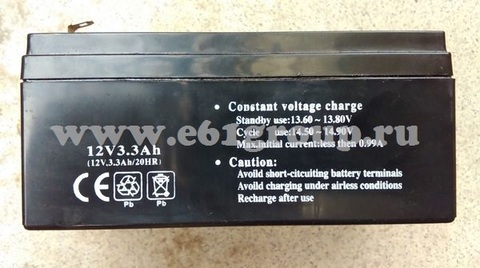 Constant voltage charge
Standby use:13.60 ~ 13.80V
Cycle use:14.50 ~ 14.90V
Max.initial current:less then 0.99A
www.e61group.ru
12V3.3Ah
(12V,3.3Ah/20HR)
CE
Pb
Pb
Caution:
Avoild short-citcuiting battery terminals
Avoild charging under airless conditions
Recharge after use